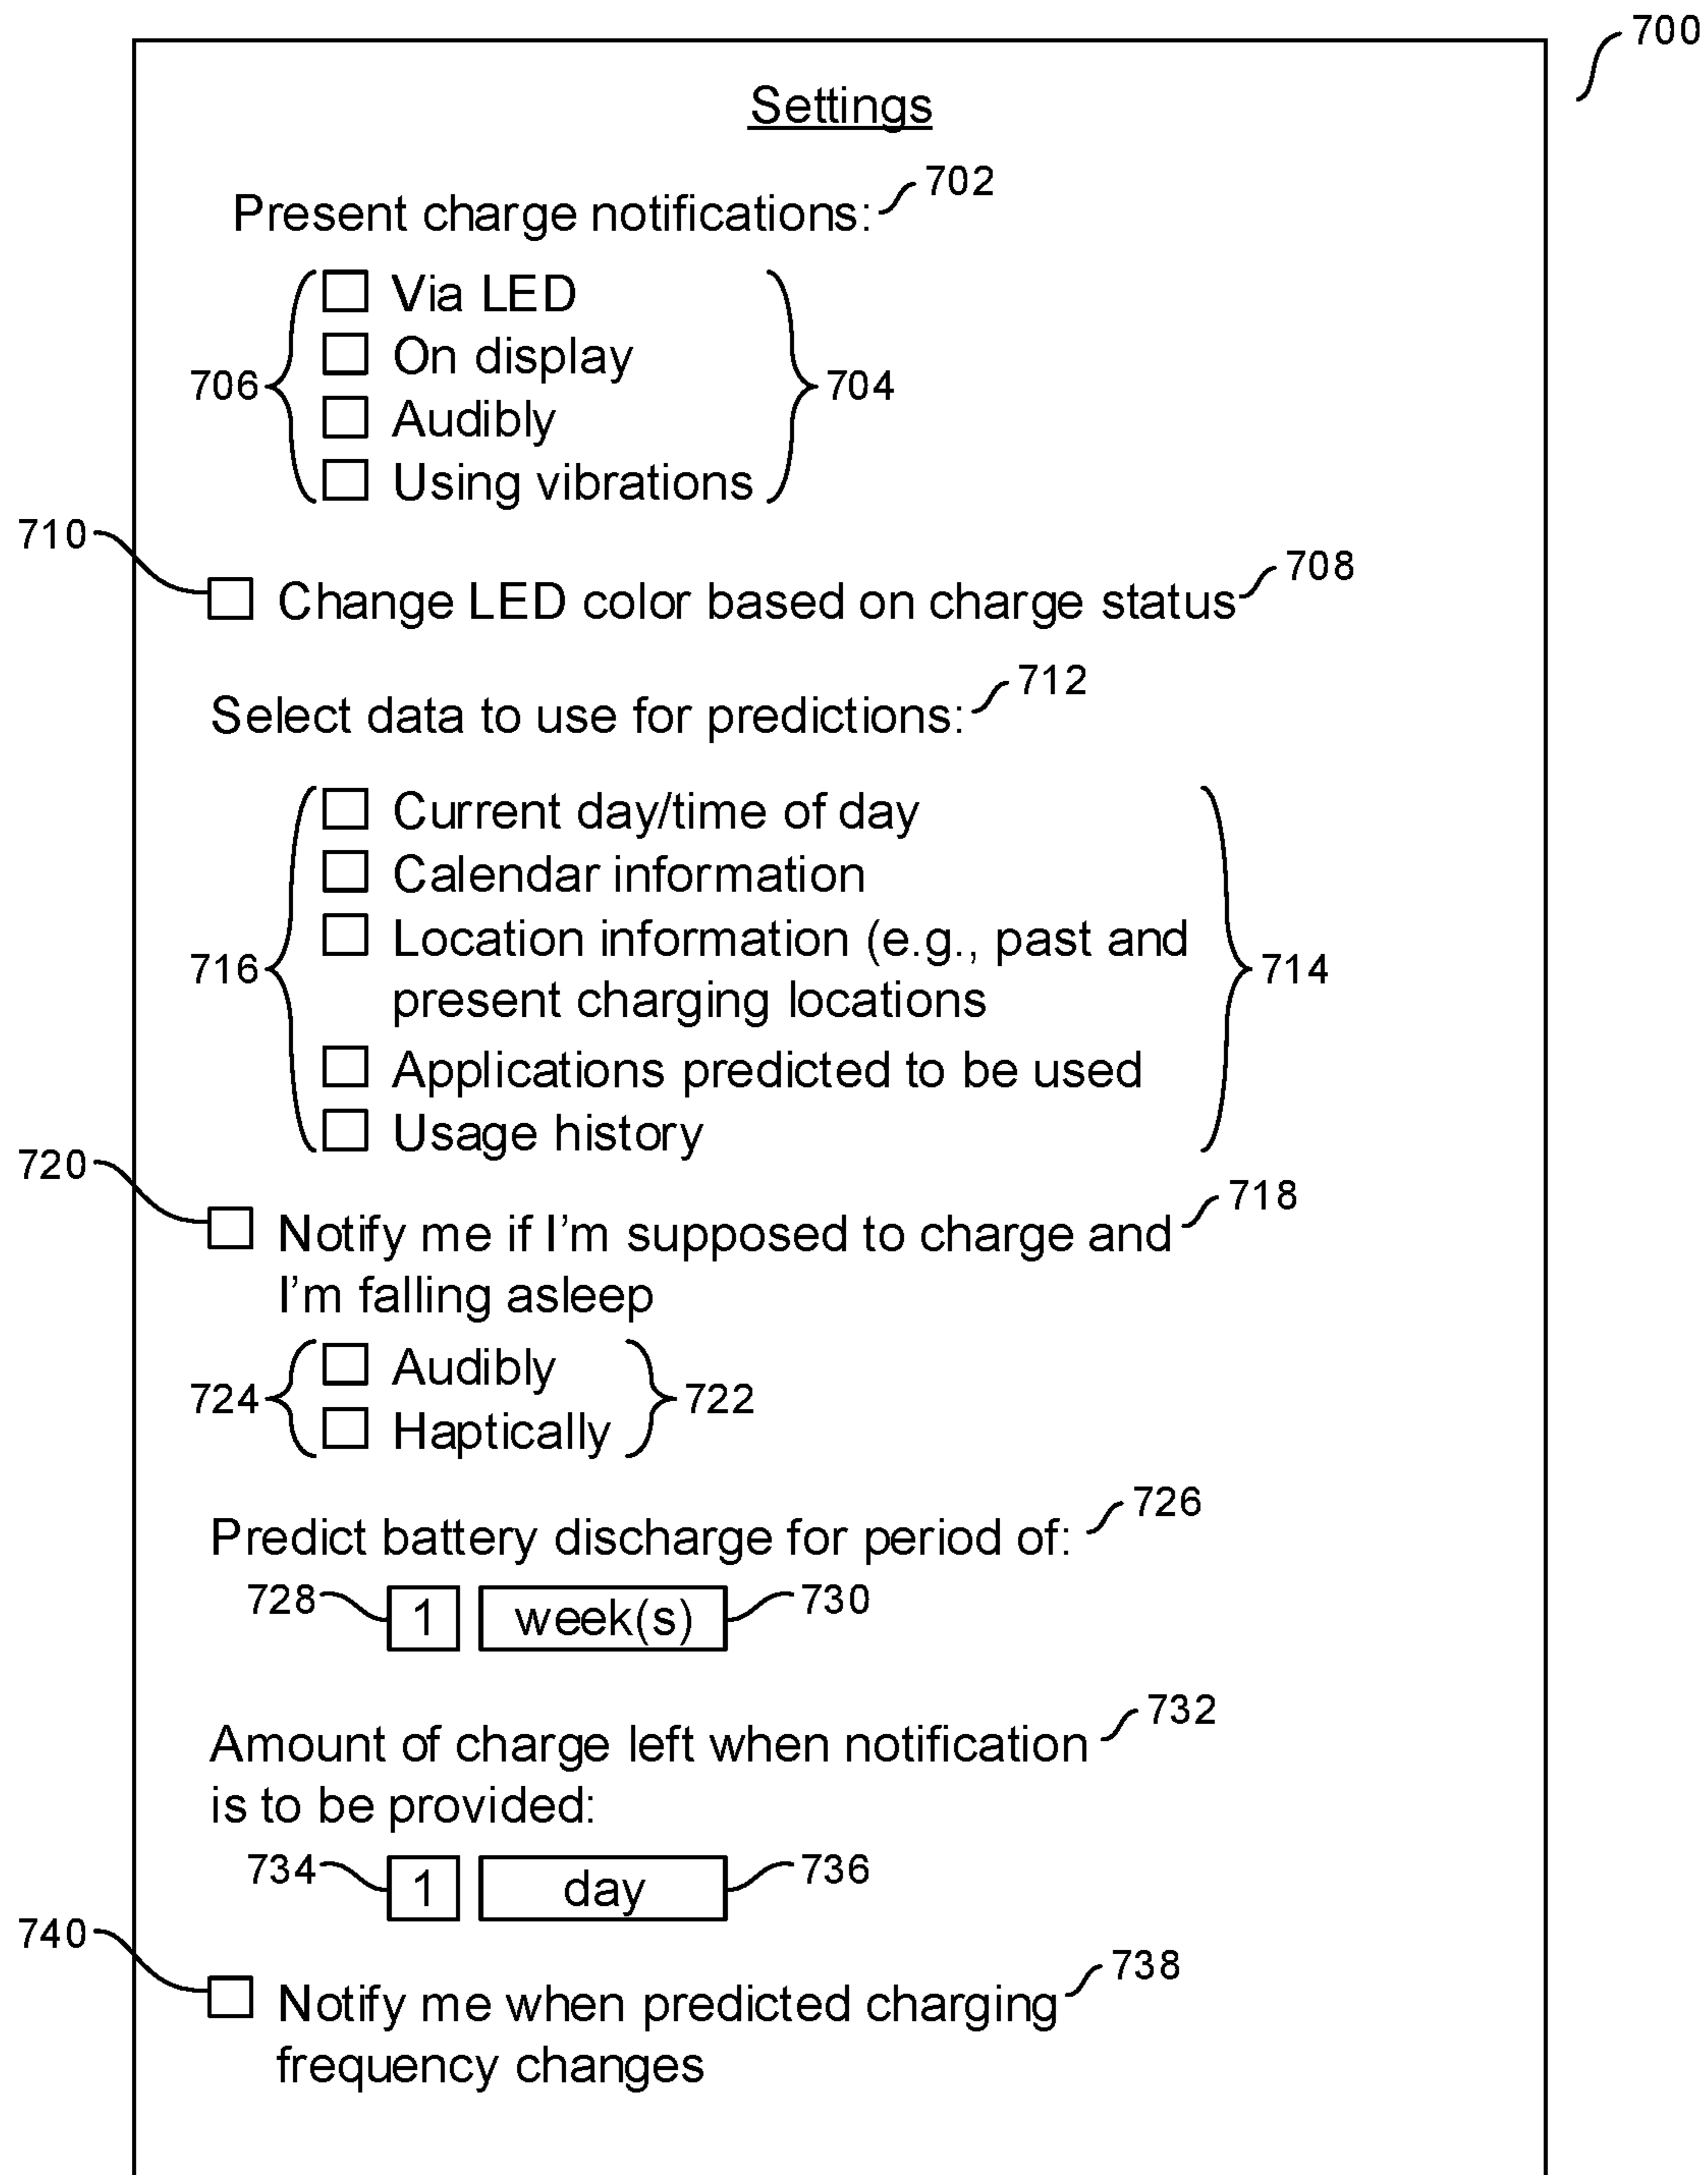 700
Settings
Present charge notifications: 702
Via LED
On display
706 704
Audibly
Using vibrations
710
Change LED color based on charge status 708
Select data to use for predictions: 712
Current day/time of day
Calendar information
Location information (e.g., past and
716 714
present charging locations
Applications predicted to be used
Usage history
720
Notify me if I'm supposed to charge and 718
I'm falling asleep
Audibly
724 722
Haptically
Predict battery discharge for period of: 726
728 1 week(s) 730
Amount of charge left when notification 732
is to be provided:
734 1 day 736
740
Notify me when predicted charging 738
frequency changes